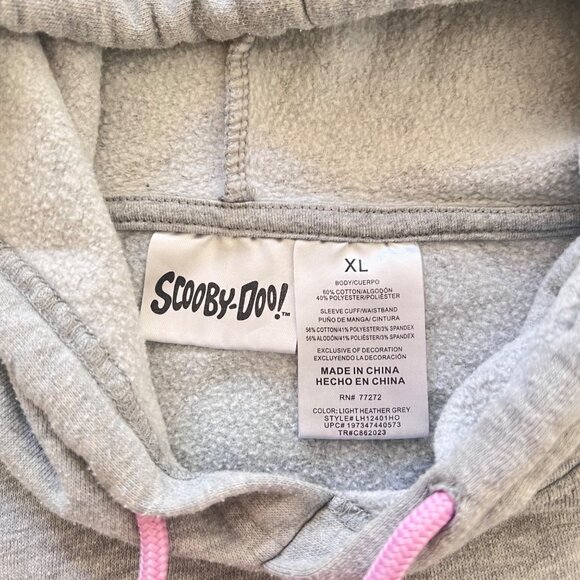 SCOOBY-DOO!™
XL
BODY/CUERPO
60% COTTON/ALGODÓN
40% POLYESTER/POLIÉSTER
SLEEVE CUFF/WAISTBAND
PUÑO DE MANGA/ CINTURA
56% COTTON/41% POLYESTER/3% SPANDEX
56% ALGODÓN/41% POLIÉSTER/3% SPANDEX
EXCLUSIVE OF DECORATION
EXCLUYENDO LA DECORACIÓN
MADE IN CHINA
HECHO EN CHINA
RN# 77272
COLOR: LIGHT HEATHER GREY
STYLE# LH12401HO
UPC# 197347440573
TR#C862023